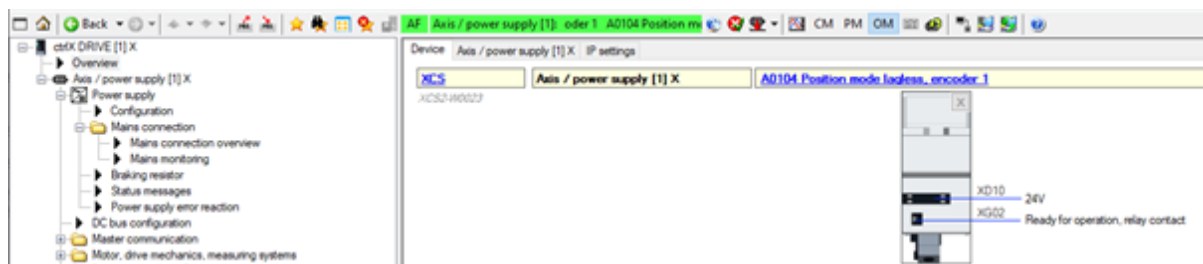 Back AF Axis / power supply [1]: oder 1 A0104 Position m CM PM OM
ctrlX DRIVE [1] X
Overview
Axis / power supply [1] X
Power supply
Configuration
Mains connection
Mains connection overview
Mains monitoring
Braking resistor
Status messages
Power supply error reaction
DC bus configuration
Master communication
Motor, drive mechanics, measuring systems
Device Axis / power supply [1] X IP settings
XCS Axis / power supply [1] X A0104 Position mode lagless, encoder 1
XCS2-W0023
X
XD10
24V
XG02
Ready for operation, relay contact